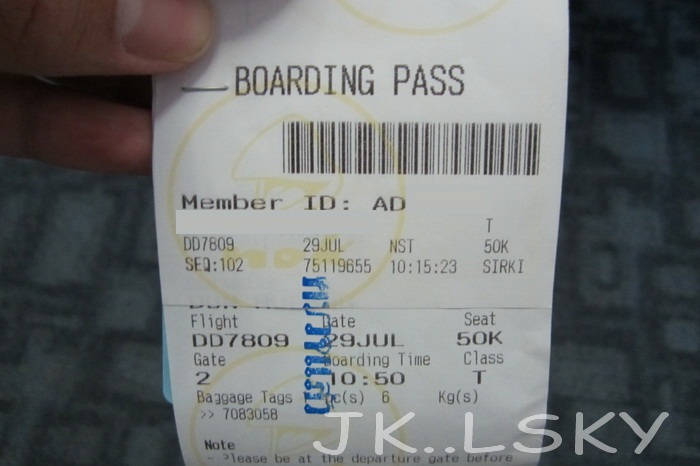 BOARDING PASS
Member ID: AD
T
DD7809 29JUL NST 50K
SEQ:102 75119655 10:15:23 SIRKI
Flight Date Seat
DD7809 29JUL 50K
Gate Boarding Time Class
2 10:50 T
Baggage Tags 6 Kg(s)
>> 7083058
Note
- Please be at the departure gate before
JK..LSKY